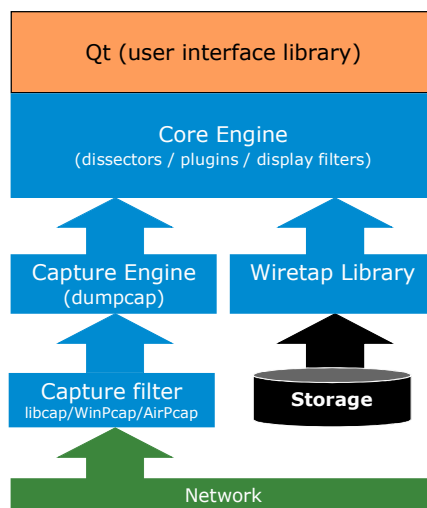 Qt (user interface library)
Core Engine
(dissectors / plugins / display filters)
Capture Engine
(dumpcap)
Wiretap Library
Capture filter
libcap/WinPcap/AirPcap
Storage
Network